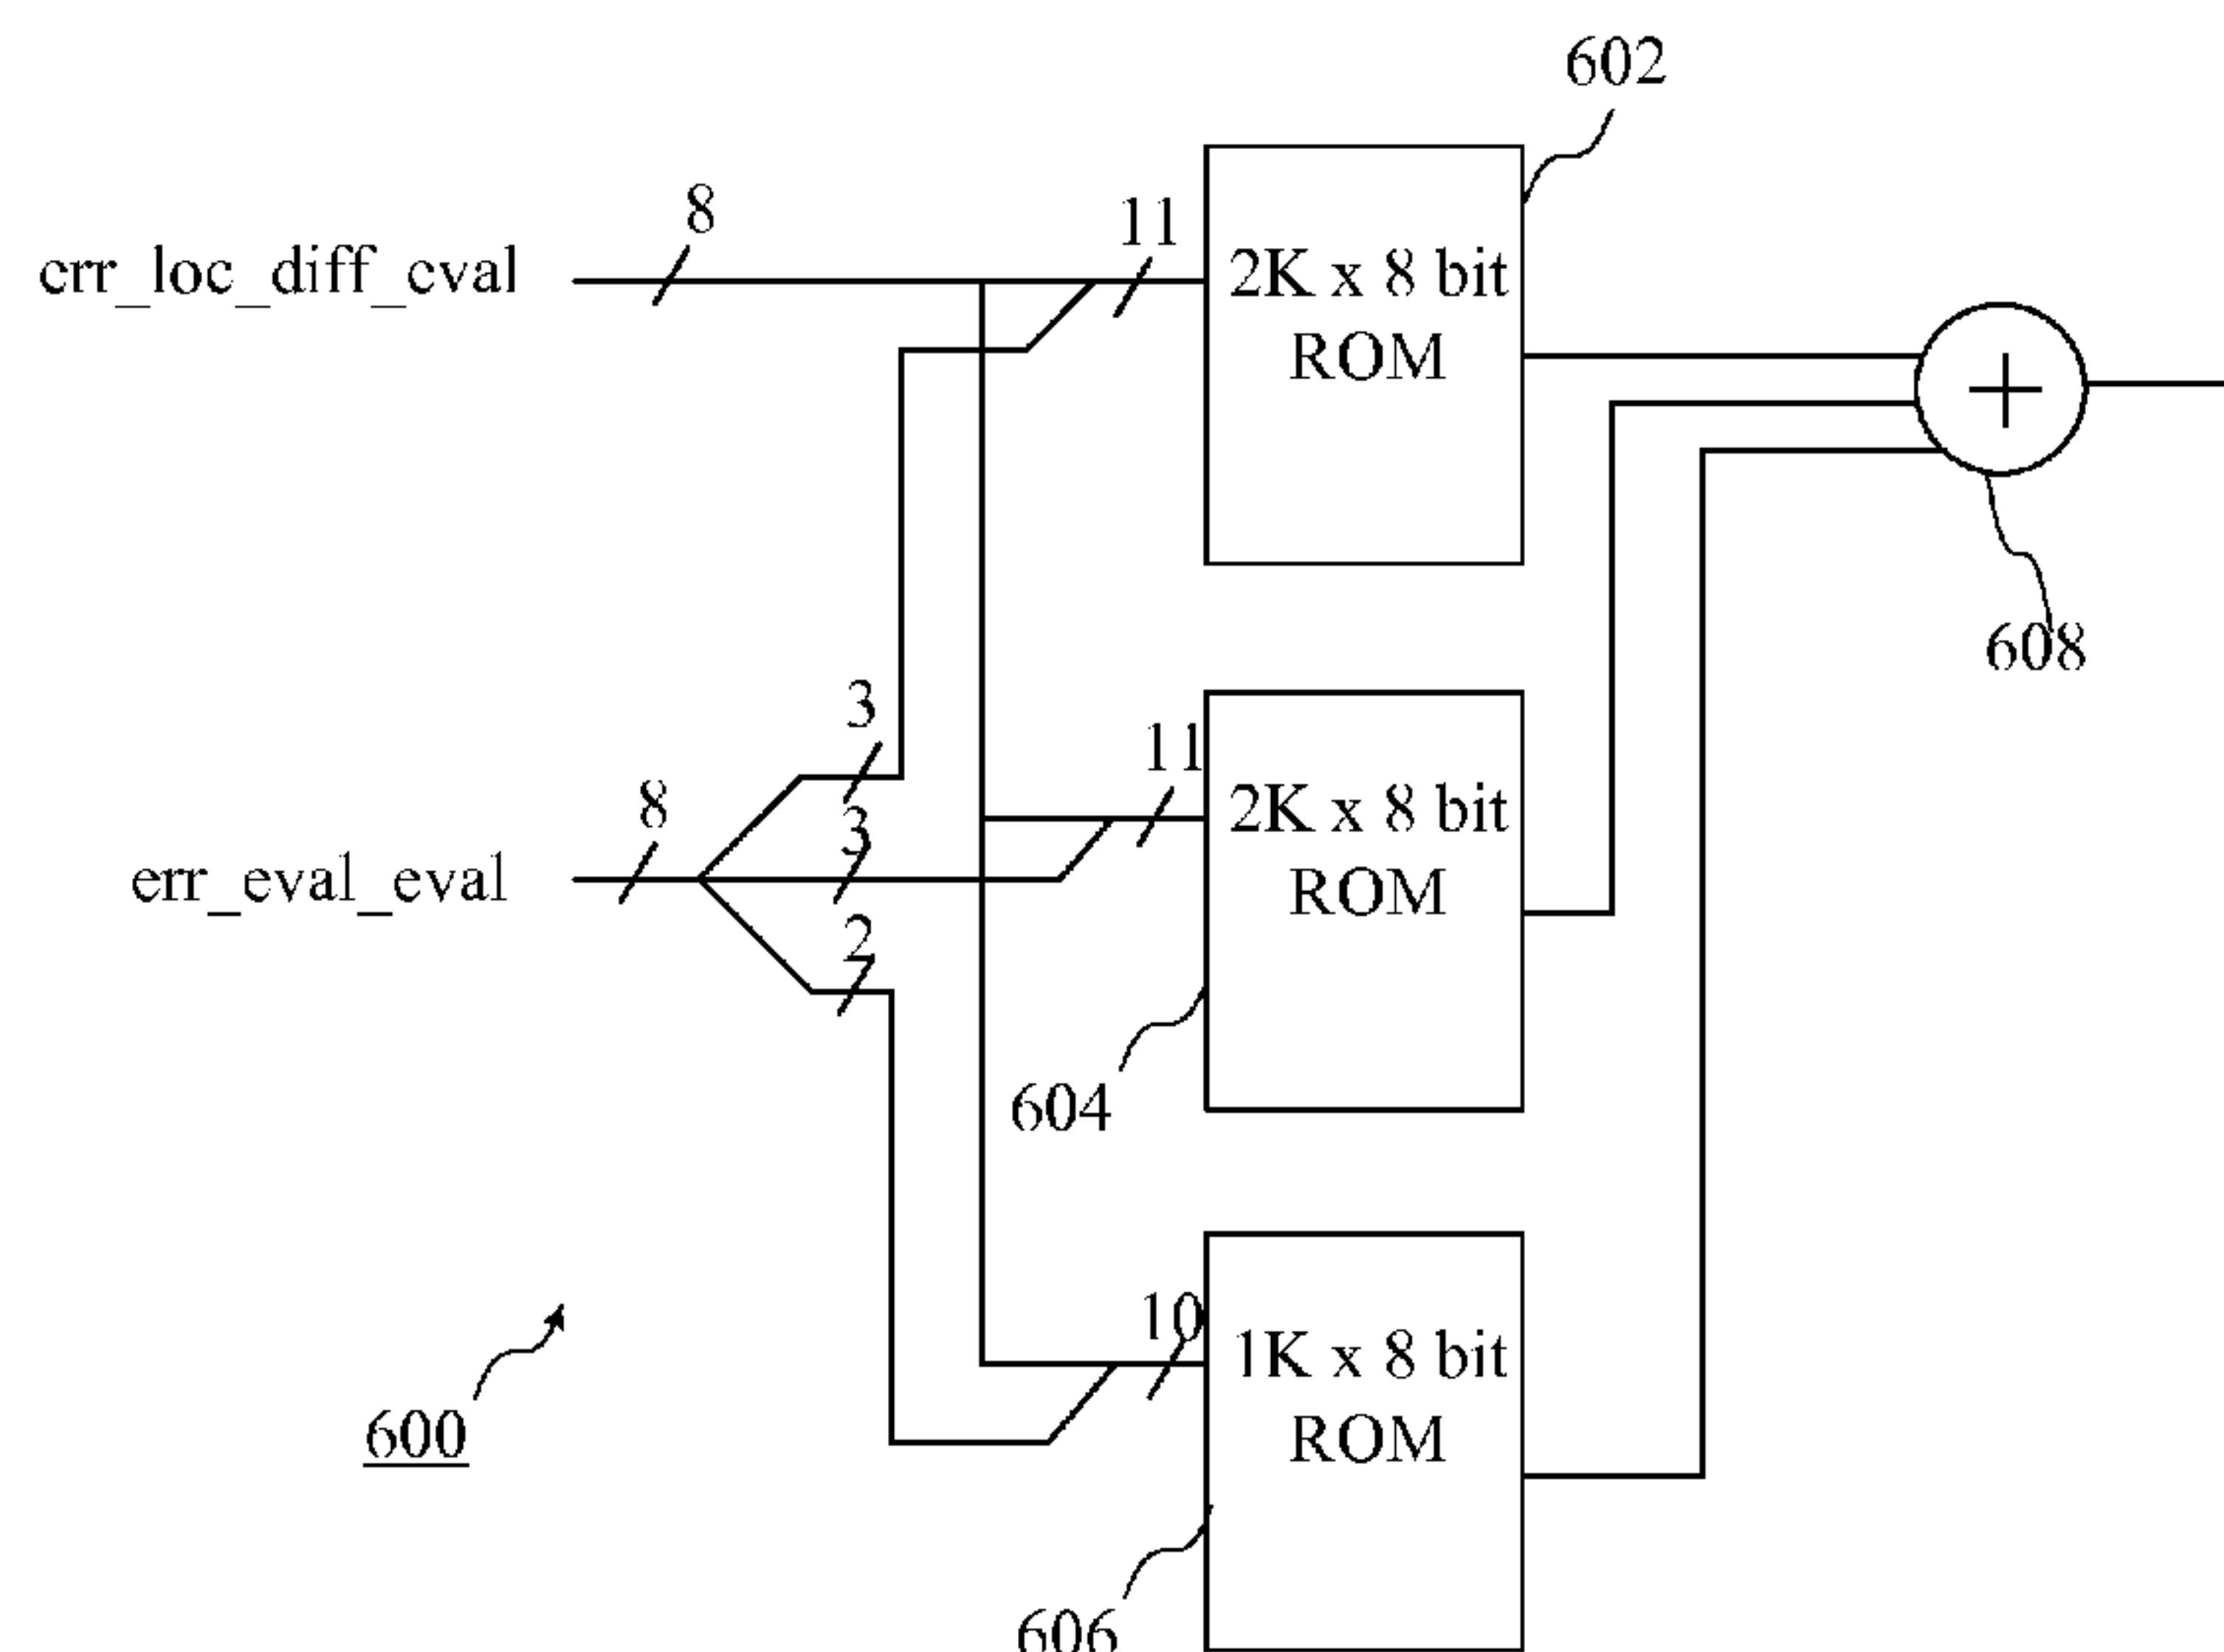 602
8
11
err_loc_diff_eval
2K x 8 bit
ROM
608
3
11
8
3
2K x 8 bit
ROM
err_eval_eval
2
604
10
1K x 8 bit
ROM
600
606